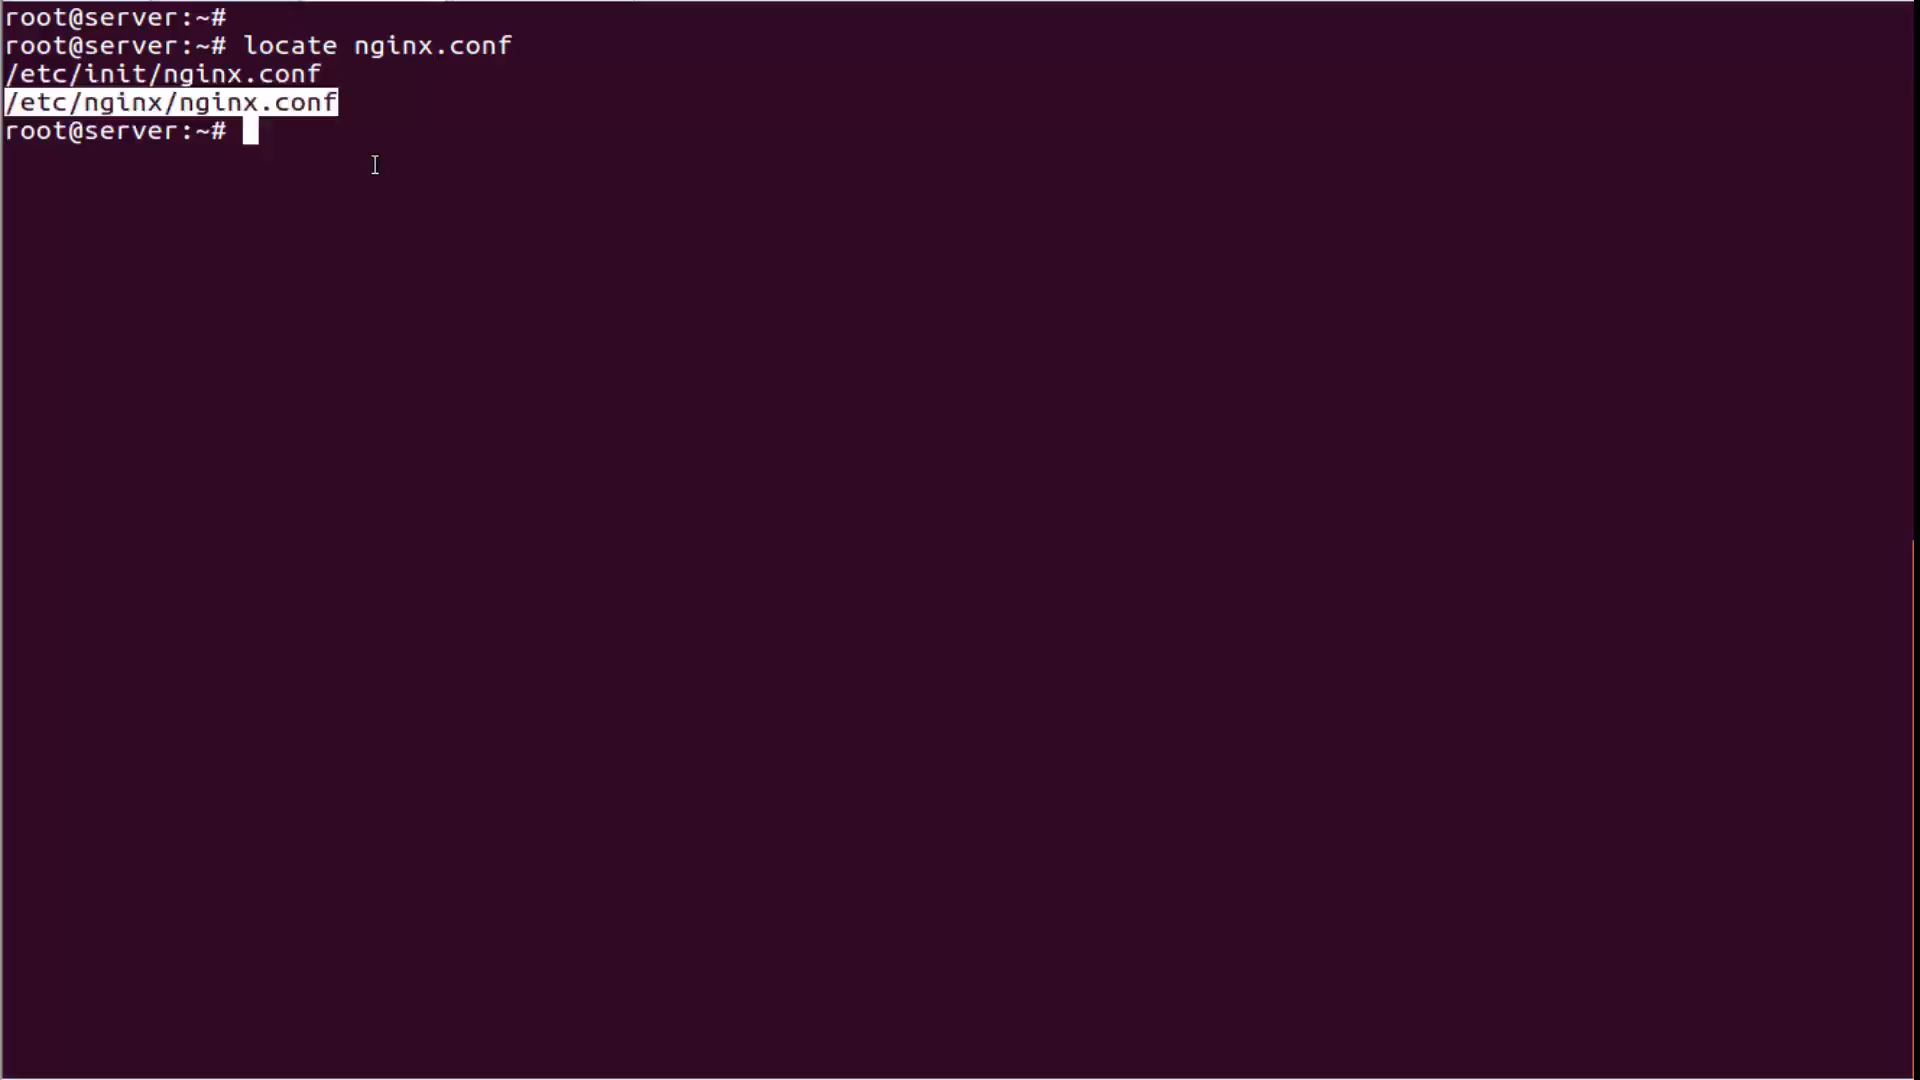 root@server:~#
root@server:~# locate nginx.conf
/etc/init/nginx.conf
/etc/nginx/nginx.conf
root@server:~#